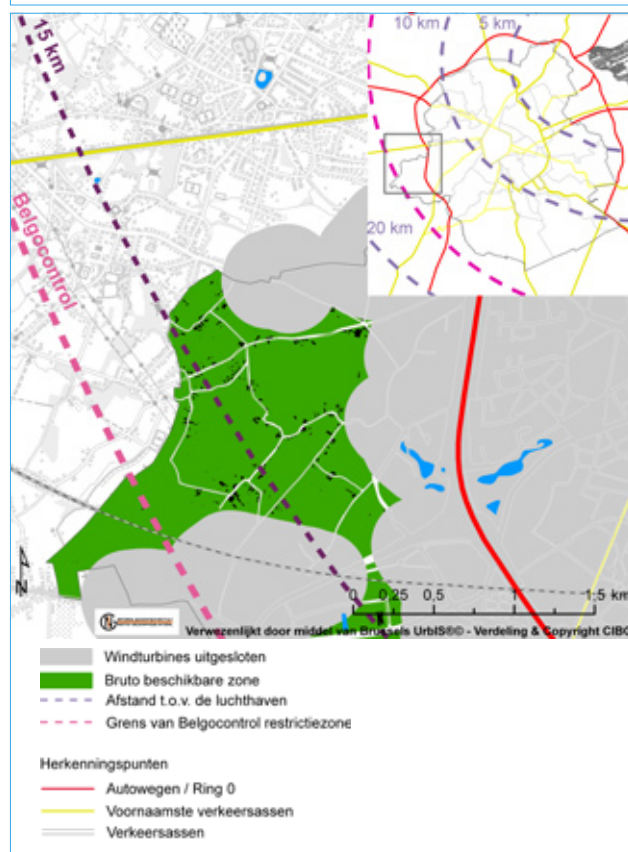 15 km
Belgocontrol
10 km
5 km
20 km
N
0 0,25 0,5 1 1,5 km
Verwezenlijkt door middel van Brussels UrbIS®© - Verdeling & Copyright CIBG
Windturbines uitgesloten
Bruto beschikbare zone
Afstand t.o.v. de luchthaven
Grens van Belgocontrol restrictiezone
Herkenningspunten
Autowegen / Ring 0
Voornaamste verkeersassen
Verkeersassen